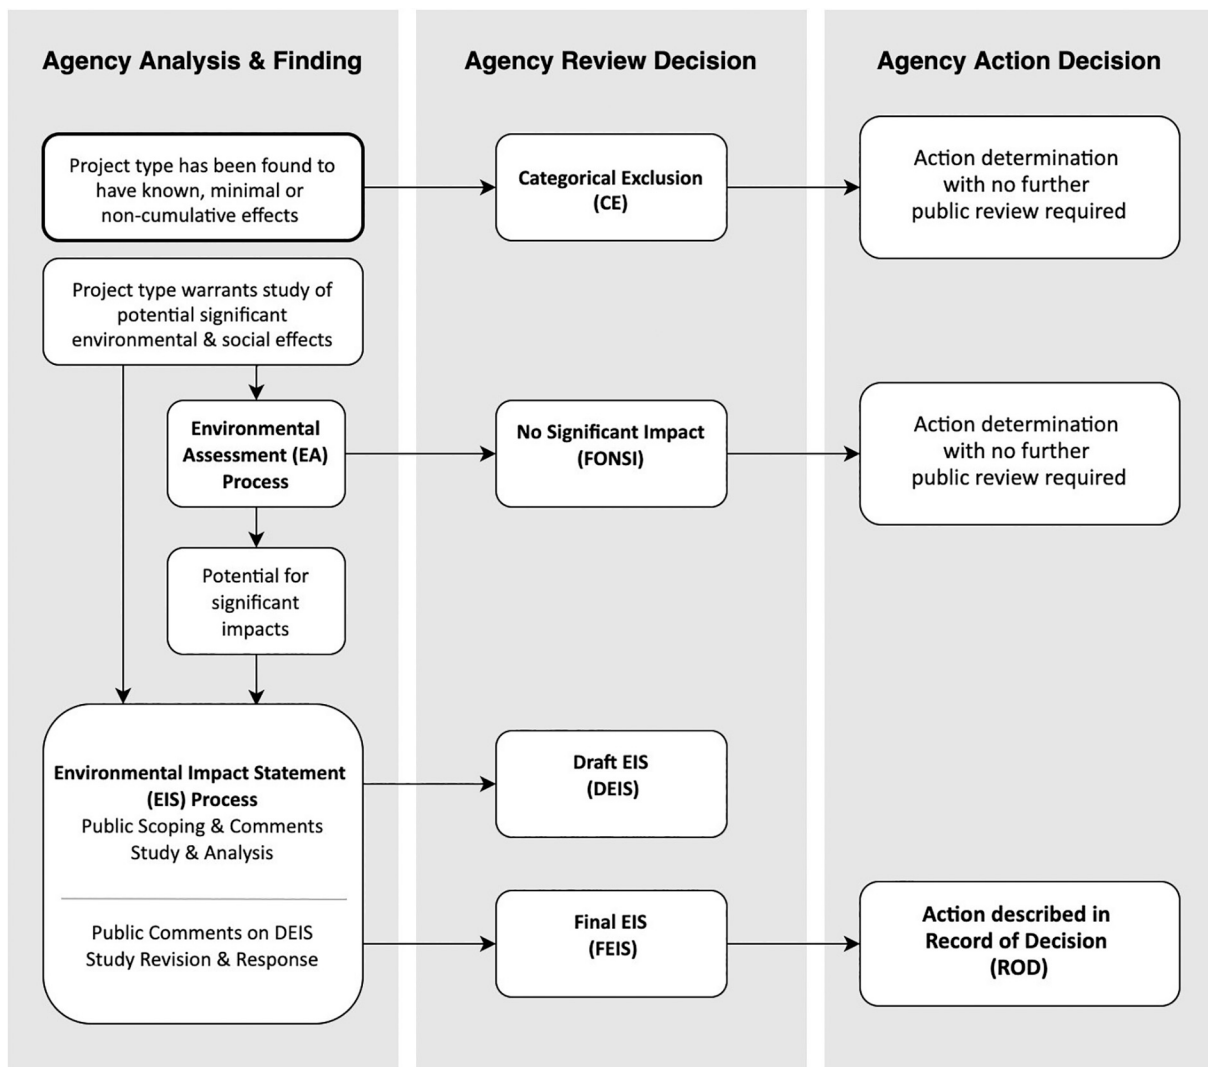 Agency Analysis & Finding
Agency Review Decision
Agency Action Decision
Project type has been found to
have known, minimal or
non-cumulative effects
Categorical Exclusion
(CE)
Action determination
with no further
public review required
Project type warrants study of
potential significant
environmental & social effects
Environmental
Assessment (EA)
Process
No Significant Impact
(FONSI)
Action determination
with no further
public review required
Potential for
significant
impacts
Environmental Impact Statement
(EIS) Process
Public Scoping & Comments
Study & Analysis
Draft EIS
(DEIS)
Public Comments on DEIS
Study Revision & Response
Final EIS
(FEIS)
Action described in
Record of Decision
(ROD)